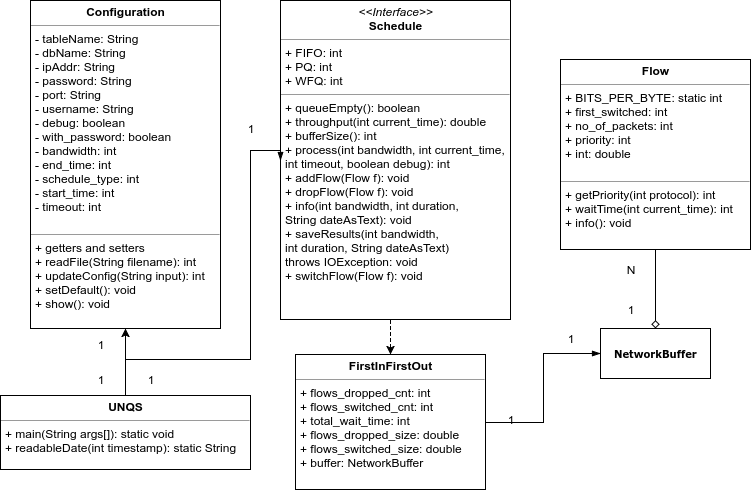 Configuration
- tableName: String
- dbName: String
- ipAddr: String
- password: String
- port: String
- username: String
- debug: boolean
- with_password: boolean
- bandwidth: int
- end_time: int
- schedule_type: int
- start_time: int
- timeout: int
+ getters and setters
+ readFile(String filename): int
+ updateConfig(String input): int
+ setDefault(): void
+ show(): void
<<Interface>>
Schedule
+ FIFO: int
+ PQ: int
+ WFQ: int
+ queueEmpty(): boolean
+ throughput(int current_time): double
+ bufferSize(): int
+ process(int bandwidth, int current_time,
int timeout, boolean debug): int
+ addFlow(Flow f): void
+ dropFlow(Flow f): void
+ info(int bandwidth, int duration,
String dateAsText): void
+ saveResults(int bandwidth,
int duration, String dateAsText)
throws IOException: void
+ switchFlow(Flow f): void
Flow
+ BITS_PER_BYTE: static int
+ first_switched: int
+ no_of_packets: int
+ priority: int
+ int: double
+ getPriority(int protocol): int
+ waitTime(int current_time): int
+ info(): void
1
N
1
1
1
1
1
1
NetworkBuffer
FirstInFirstOut
+ flows_dropped_cnt: int
+ flows_switched_cnt: int
+ total_wait_time: int
+ flows_dropped_size: double
+ flows_switched_size: double
+ buffer: NetworkBuffer
UNQS
+ main(String args[]): static void
+ readableDate(int timestamp): static String